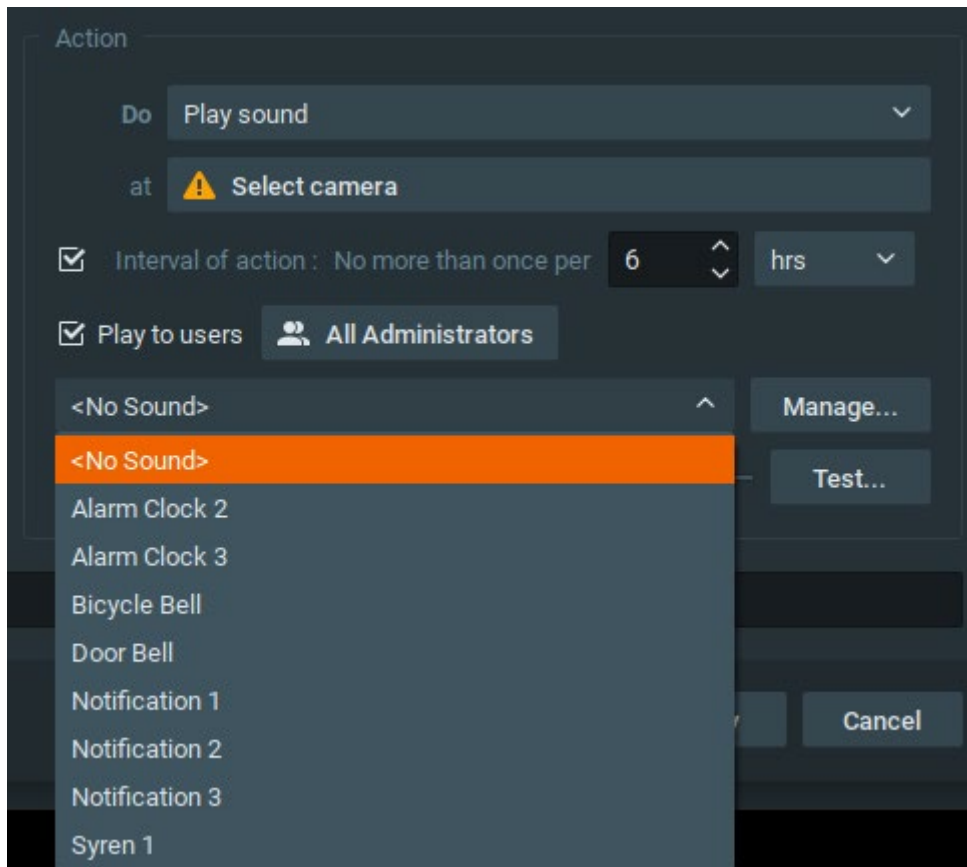 Action
Do Play sound
at Select camera
Interval of action : No more than once per 6 hrs
Play to users All Administrators
<No Sound> Manage...
<No Sound>
Test...
Alarm Clock 2
Alarm Clock 3
Bicycle Bell
Door Bell
Notification 1
Cancel
Notification 2
Notification 3
Syren 1